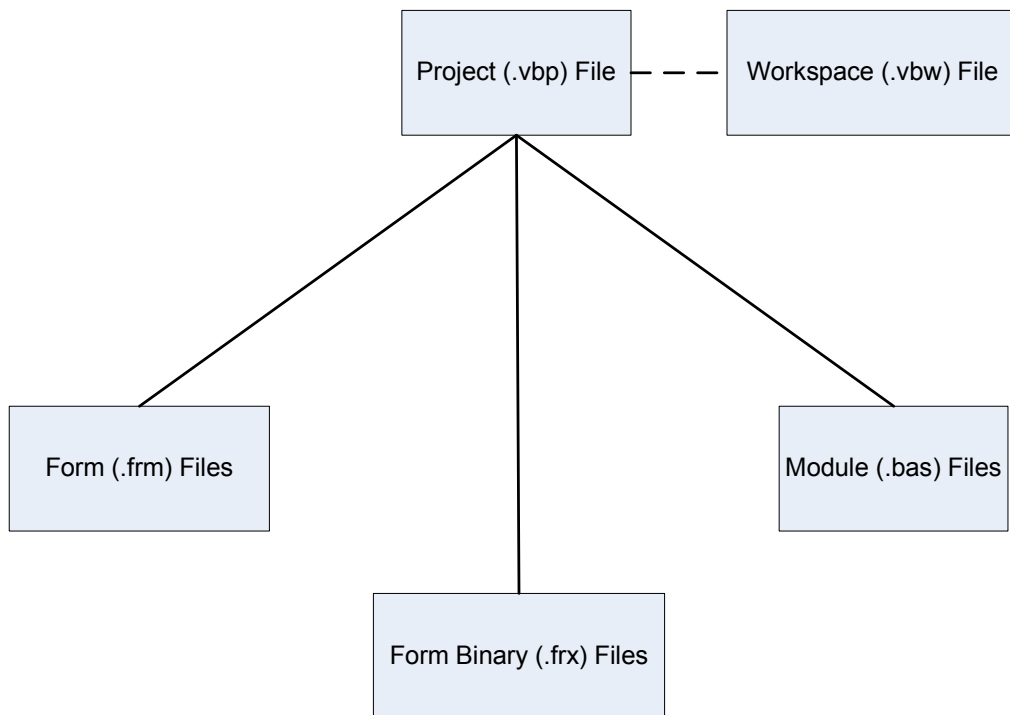 Project (.vbp) File
Workspace (.vbw) File
Form (.frm) Files
Module (.bas) Files
Form Binary (.frx) Files